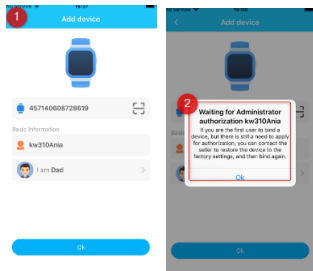 1
Add device
457140608728619
Basic Information
kw310Ania
I am Dad
Ok
2
Add device
Waiting for Administrator
authorization kw310Ania
If you are the first user to bind a
device, but there is still a need to apply
for authorization, you can contact the
seller to restore the device to the
factory settings, and then bind again.
Ok
Ok